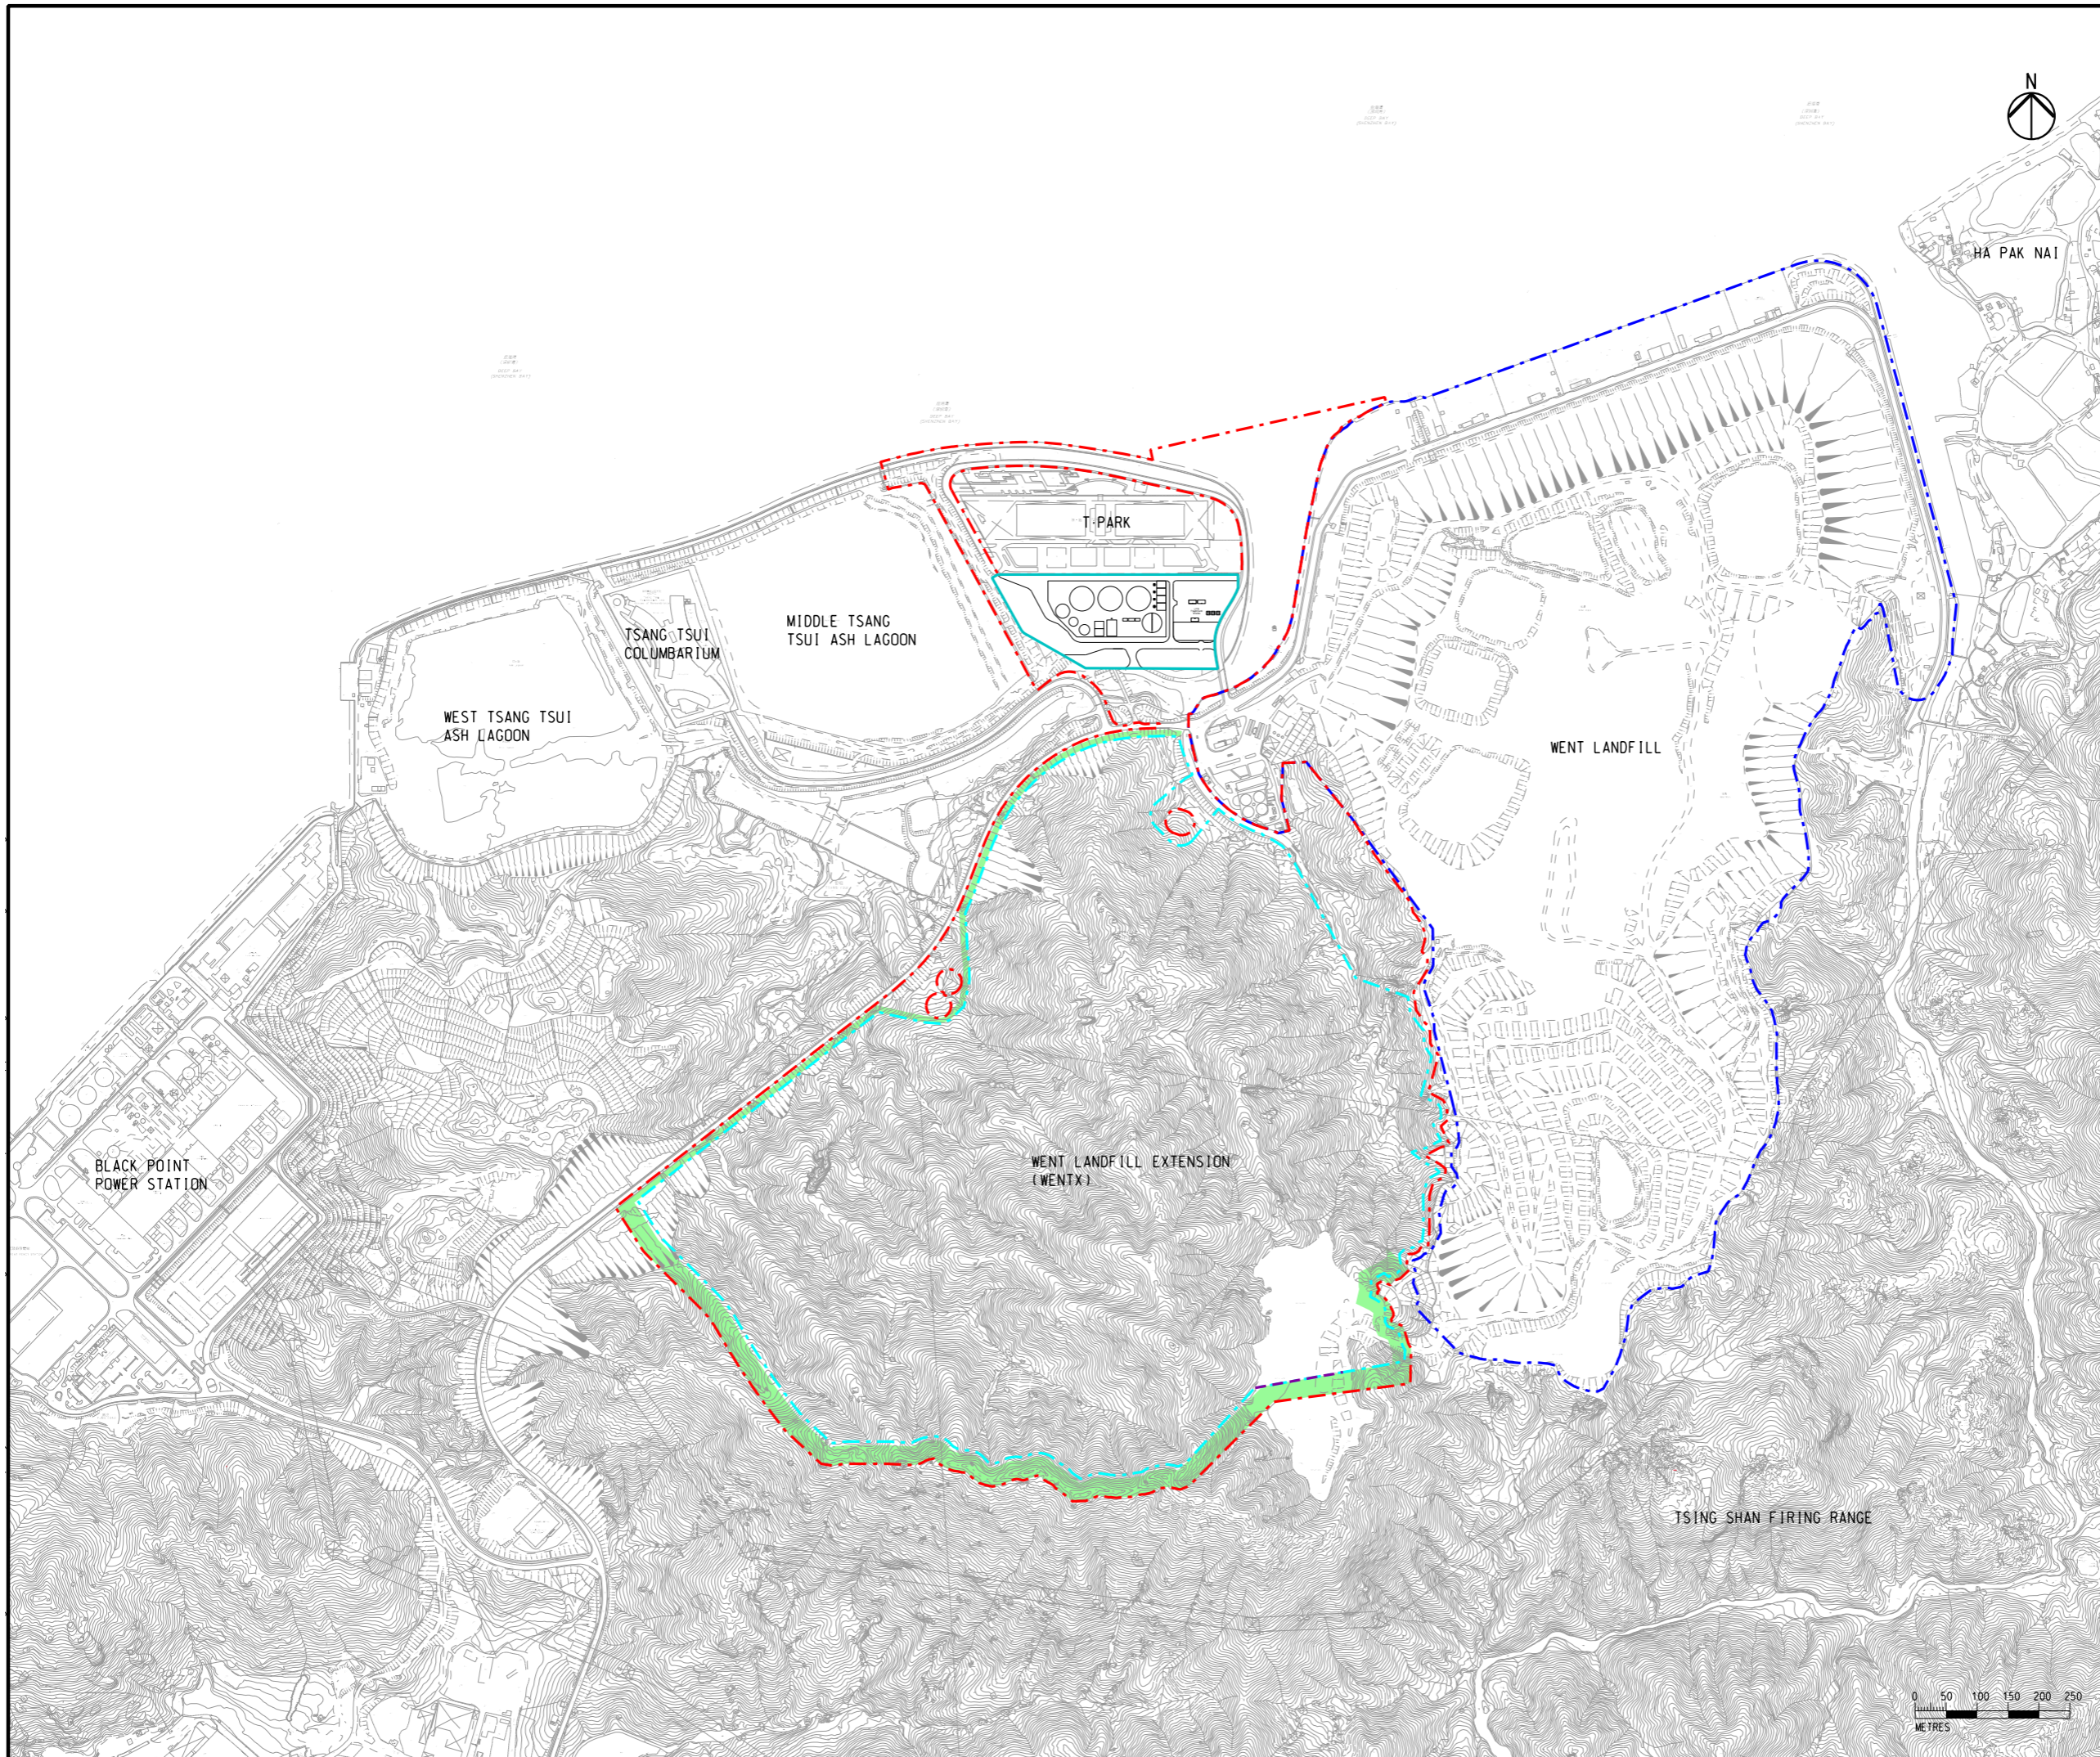 N
HA PAK NAI
T·PARK
TSANG TSUI
COLUMBARIUM
MIDDLE TSANG
TSUI ASH LAGOON
WEST TSANG TSUI
ASH LAGOON
WENT LANDFILL
BLACK POINT
POWER STATION
WENT LANDFILL EXTENSION
(WENTX)
TSING SHAN FIRING RANGE
0 50 100 150 200 250
METRES